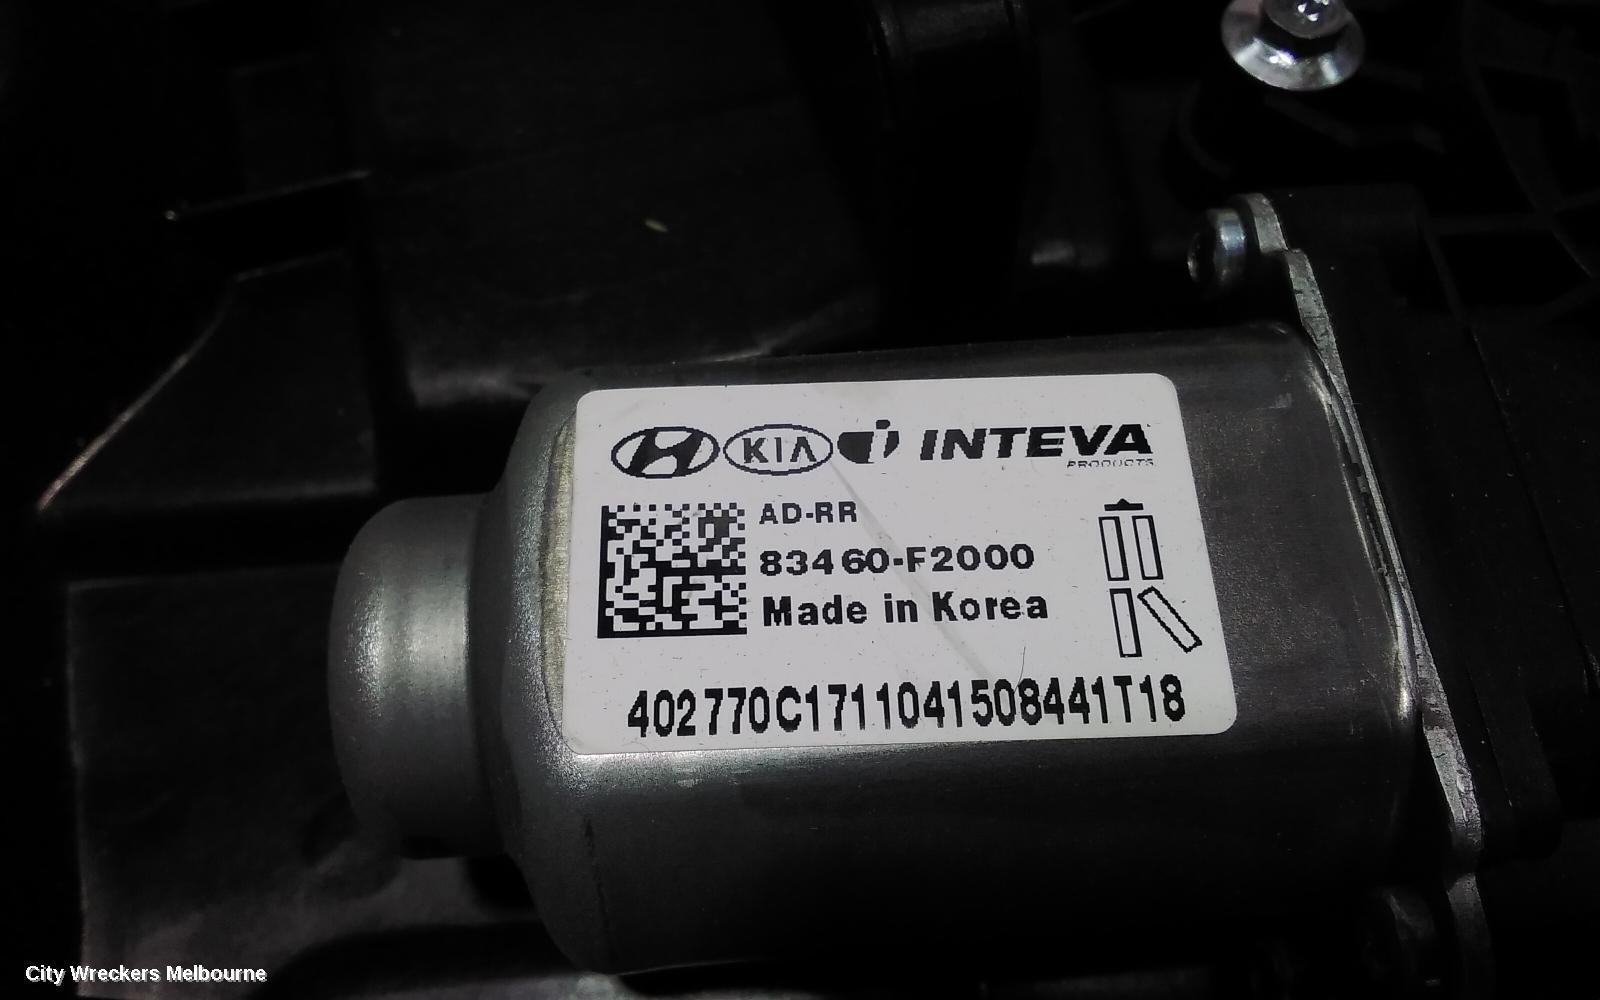 KIA INTEVA
PRODUCTS
AD-RR
83460-F2000
Made in Korea
402770C1711041508441T18
City Wreckers Melbourne